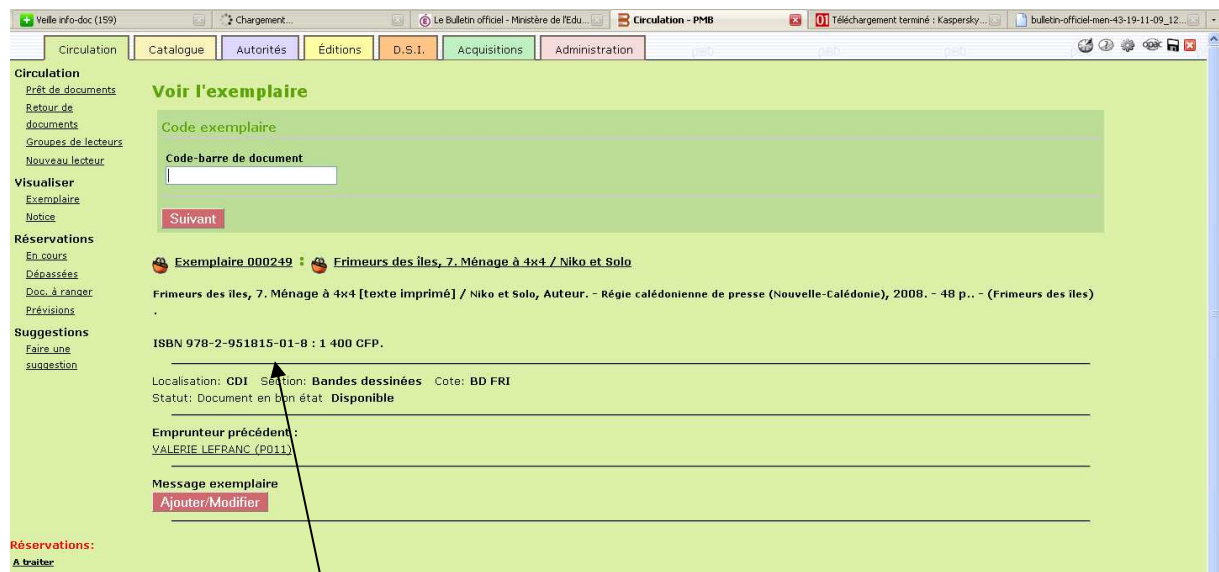 Veille info-doc (159)
Chargement...
Le Bulletin officiel - Ministère de l'Edu...
Circulation - PMB
Téléchargement terminé : Kaspersky...
bulletin-officiel-men-43-19-11-09_12...
Circulation
Catalogue
Autorités
Éditions
D.S.I.
Acquisitions
Administration
opac
Circulation
Prêt de documents
Retour de
documents
Groupes de lecteurs
Nouveau lecteur
Visualiser
Exemplaire
Notice
Réservations
En cours
Dépassées
Doc. à ranger
Prévisions
Suggestions
Faire une
suggestion
Réservations:
A traiter
Voir l'exemplaire
Code exemplaire
Code-barre de document
Suivant
Exemplaire 000249 : Frimeurs des îles, 7. Ménage à 4x4 / Niko et Solo
Frimeurs des îles, 7. Ménage à 4x4 [texte imprimé] / Niko et Solo, Auteur. - Régie calédonienne de presse (Nouvelle-Calédonie), 2008. - 48 p.. - (Frimeurs des îles)
.
ISBN 978-2-951815-01-8 : 1 400 CFP.
Localisation: CDI Section: Bandes dessinées Cote: BD FRI
Statut: Document en bon état Disponible
Emprunteur précédent :
VALERIE LEFRANC (P011)
Message exemplaire
Ajouter/Modifier